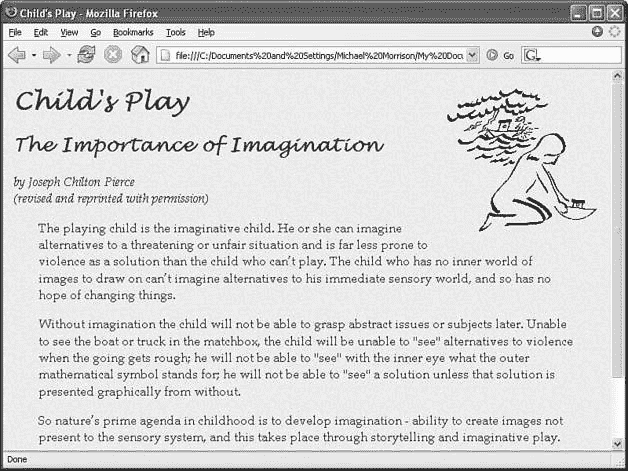 Child's Play - Mozilla Firefox
File Edit View Go Bookmarks Tools Help
file:///C:/Documents%20and%20Settings/Michael%20Morrison/My%20Docu Go G
Child's Play
The Importance of Imagination
by Joseph Chilton Pierce
(revised and reprinted with permission)
The playing child is the imaginative child. He or she can imagine
alternatives to a threatening or unfair situation and is far less prone to
violence as a solution than the child who can't play. The child who has no inner world of
images to draw on can't imagine alternatives to his immediate sensory world, and so has no
hope of changing things.
Without imagination the child will not be able to grasp abstract issues or subjects later. Unable
to see the boat or truck in the matchbox, the child will be unable to "see" alternatives to violence
when the going gets rough; he will not be able to "see" with the inner eye what the outer
mathematical symbol stands for; he will not be able to "see" a solution unless that solution is
presented graphically from without.
So nature's prime agenda in childhood is to develop imagination - ability to create images not
present to the sensory system, and this takes place through storytelling and imaginative play.
Done